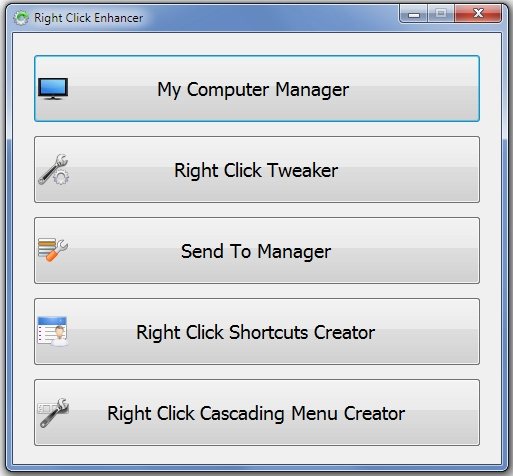 Right Click Enhancer
My Computer Manager
Right Click Tweaker
Send To Manager
Right Click Shortcuts Creator
Right Click Cascading Menu Creator